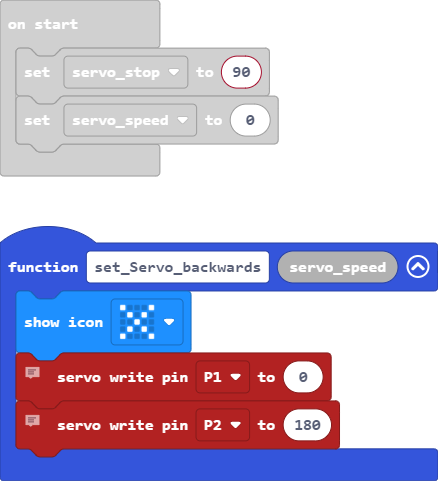 on start
set servo_stop to 90
set servo_speed to 0
function set_Servo_backwards servo_speed
show icon
servo write pin P1 to 0
servo write pin P2 to 180